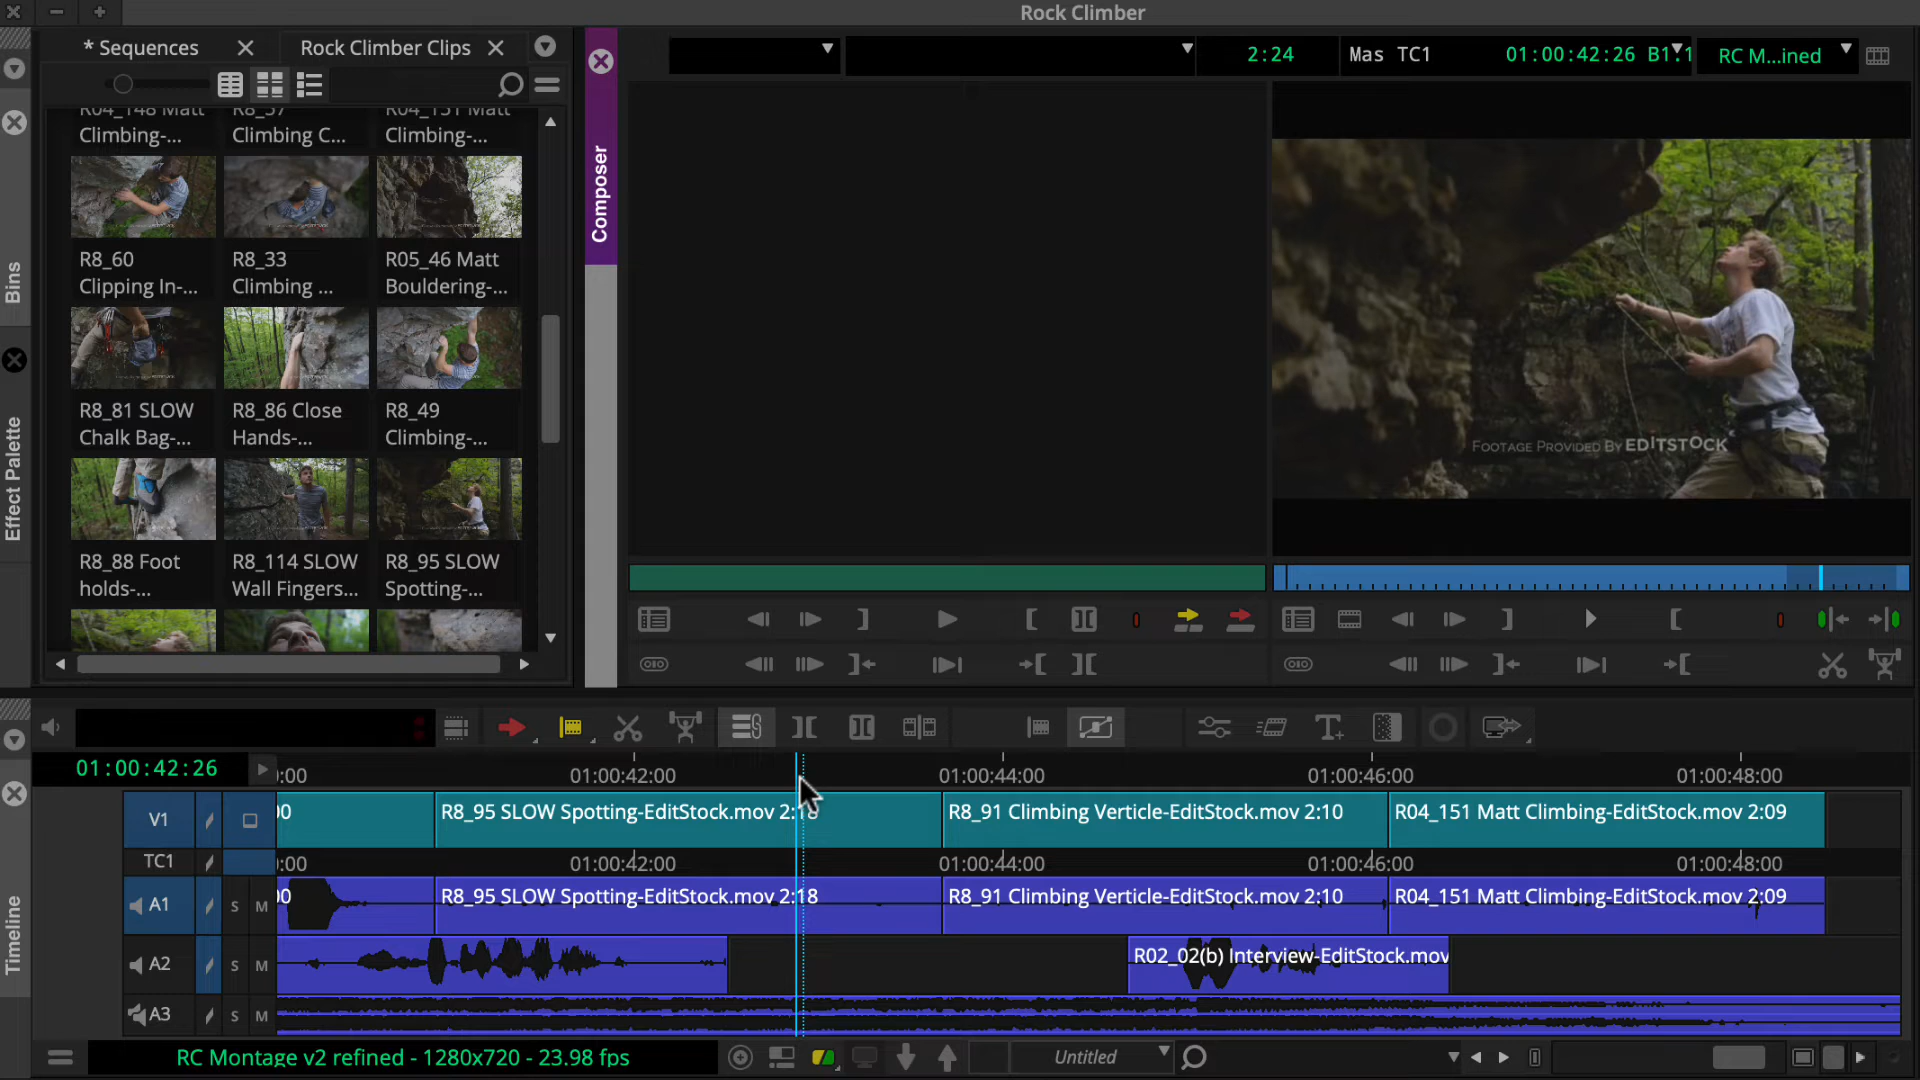 Rock Climber
* Sequences
Rock Climber Clips
2:24
Mas TC1
01:00:42:26 B1:1
RC M...ined
Composer
Bins
Effect Palette
R04_148 Matt
Climbing-...
R8_57
Climbing C...
R04_151 Matt
Climbing-...
R8_60
Clipping In-...
R8_33
Climbing ...
R05_46 Matt
Bouldering-...
R8_81 SLOW
Chalk Bag-...
R8_86 Close
Hands-...
R8_49
Climbing-...
R8_88 Foot
holds-...
R8_114 SLOW
Wall Fingers...
R8_95 SLOW
Spotting-...
FOOTAGE PROVIDED BY EDITSTOCK
Timeline
01:00:42:26
:00
01:00:42:00
01:00:44:00
01:00:46:00
01:00:48:00
V1
R8_95 SLOW Spotting-EditStock.mov 2:18
R8_91 Climbing Verticle-EditStock.mov 2:10
R04_151 Matt Climbing-EditStock.mov 2:09
TC1
:00
01:00:42:00
01:00:44:00
01:00:46:00
01:00:48:00
A1
S M
R8_95 SLOW Spotting-EditStock.mov 2:18
R8_91 Climbing Verticle-EditStock.mov 2:10
R04_151 Matt Climbing-EditStock.mov 2:09
A2
S M
R02_02(b) Interview-EditStock.mov
A3
S M
RC Montage v2 refined - 1280x720 - 23.98 fps
Untitled